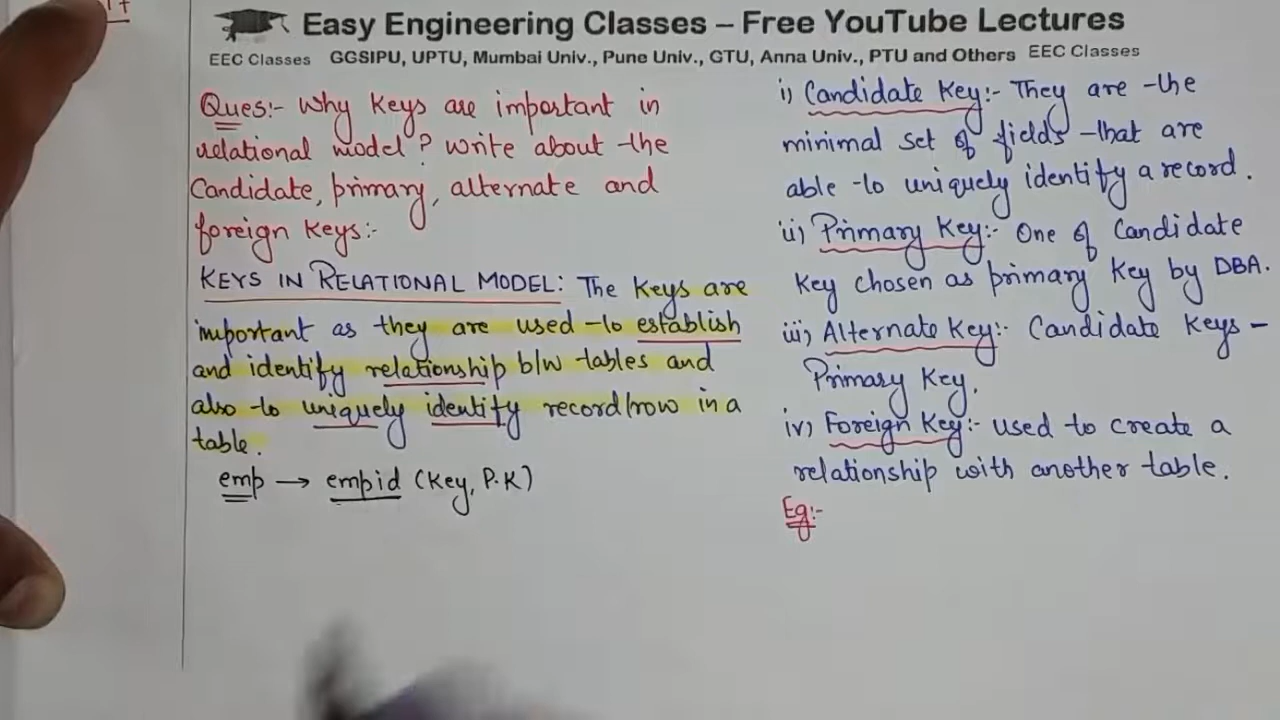 Easy Engineering Classes – Free YouTube Lectures
EEC Classes GGSIPU, UPTU, Mumbai Univ., Pune Univ., GTU, Anna Univ., PTU and Others EEC Classes
Ques:- Why Keys are important in
relational model? Write about the
Candidate, primary, alternate and
foreign keys:-
KEYS IN RELATIONAL MODEL: The Keys are
important as they are used to establish
and identify relationship b/w tables and
also to uniquely identify record/row in a
table.
emp → empid (Key, P.K)
i) Candidate Key:- They are the
minimal set of fields that are
able to uniquely identify a record.
ii) Primary Key:- One of Candidate
Key chosen as primary Key by DBA.
iii) Alternate Key:- Candidate Keys –
Primary Key.
iv) Foreign Key:- used to create a
relationship with another table.
Eg:-